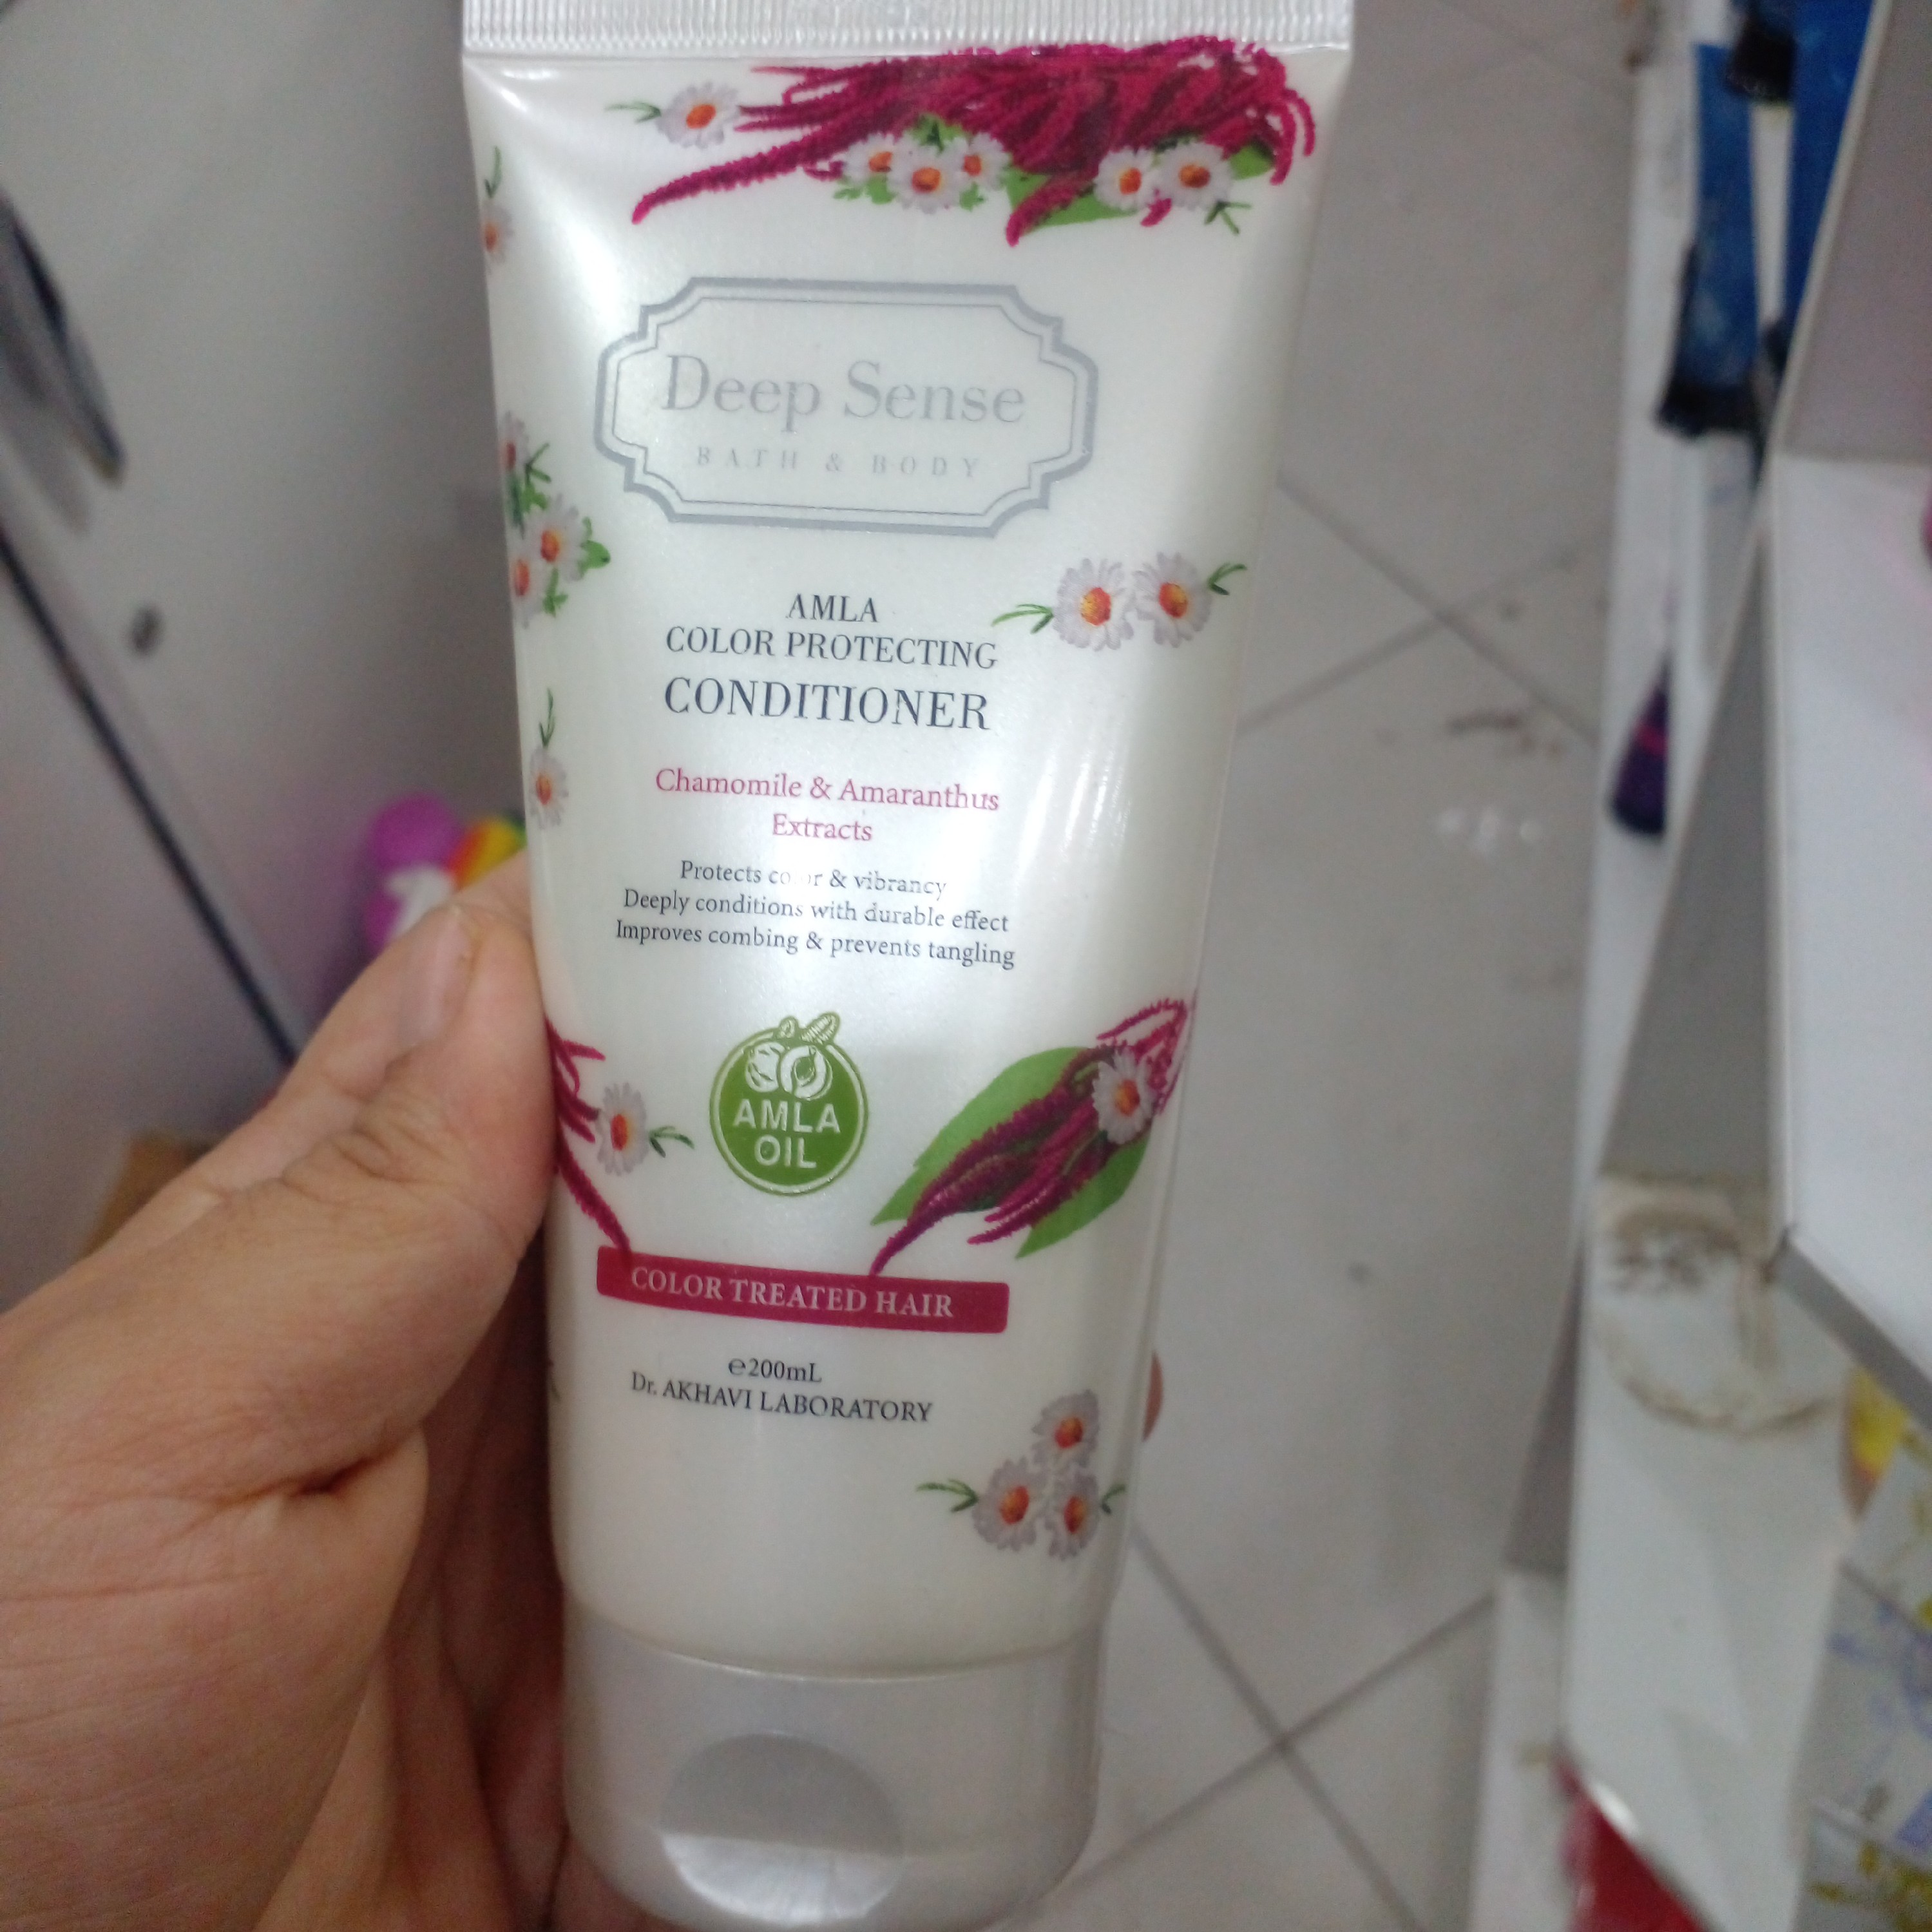 Deep Sense
BATH & BODY
AMLA
COLOR PROTECTING
CONDITIONER
Chamomile & Amaranthus
Extracts
Protects color & vibrancy
Deeply conditions with durable effect
Improves combing & prevents tangling
AMLA
OIL
COLOR TREATED HAIR
℮200mL
Dr. AKHAVI LABORATORY